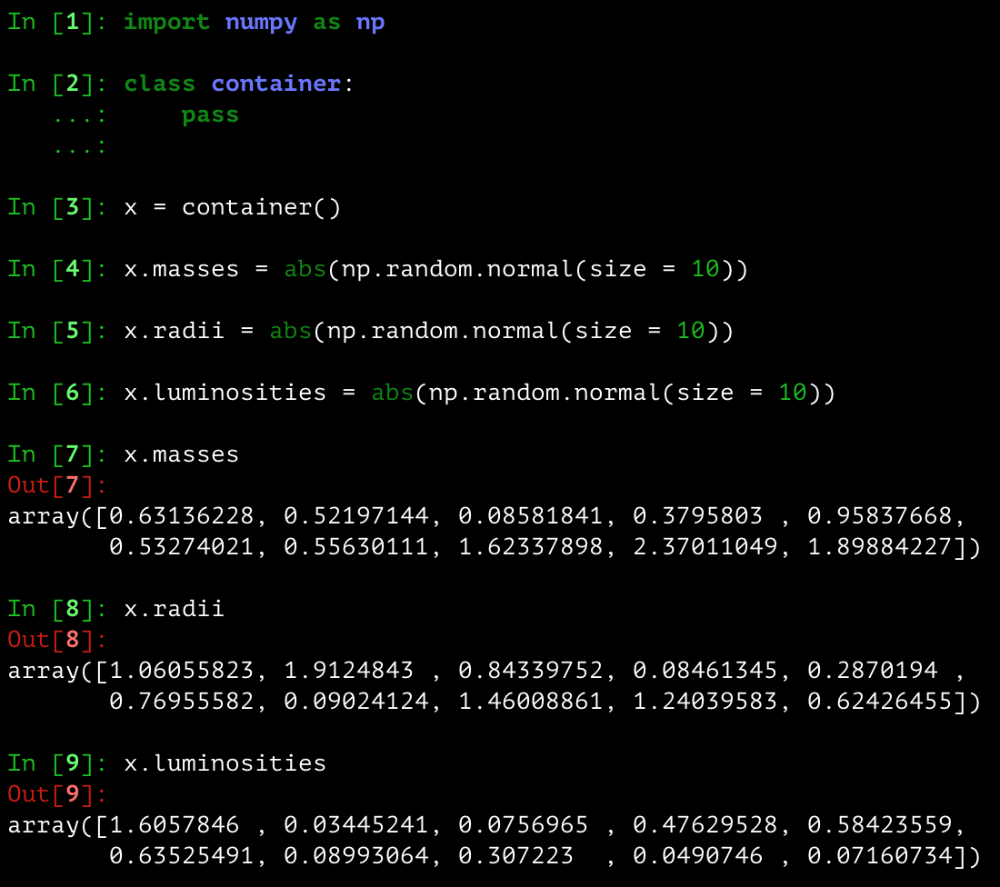 In [1]: import numpy as np
In [2]: class container:
   ...:     pass
   ...:
In [3]: x = container()
In [4]: x.masses = abs(np.random.normal(size = 10))
In [5]: x.radii = abs(np.random.normal(size = 10))
In [6]: x.luminosities = abs(np.random.normal(size = 10))
In [7]: x.masses
Out[7]:
array([0.63136228, 0.52197144, 0.08581841, 0.3795803 , 0.95837668,
       0.53274021, 0.55630111, 1.62337898, 2.37011049, 1.89884227])
In [8]: x.radii
Out[8]:
array([1.06055823, 1.9124843 , 0.84339752, 0.08461345, 0.2870194 ,
       0.76955582, 0.09024124, 1.46008861, 1.24039583, 0.62426455])
In [9]: x.luminosities
Out[9]:
array([1.6057846 , 0.03445241, 0.0756965 , 0.47629528, 0.58423559,
       0.63525491, 0.08993064, 0.307223  , 0.0490746 , 0.07160734])